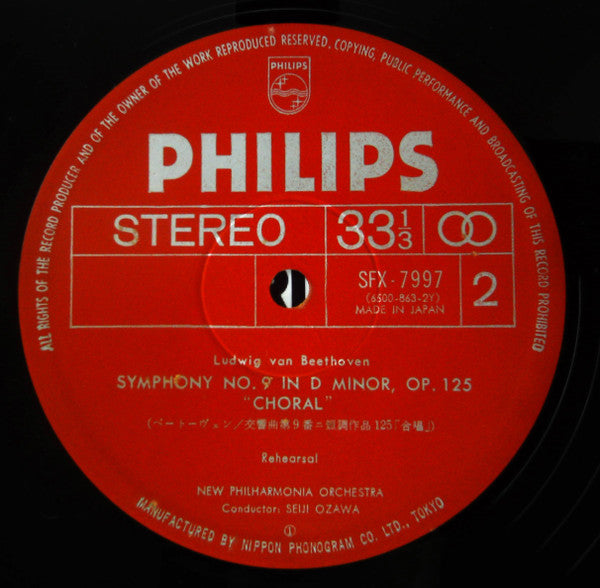 ALL RIGHTS OF THE RECORD PRODUCER AND OF THE OWNER OF THE WORK REPRODUCED RESERVED. COPYING, PUBLIC PERFORMANCE AND BROADCASTING OF THIS RECORD PROHIBITED
PHILIPS
PHILIPS
STEREO 33 1/3
SFX-7997
(6500-863-2Y)
MADE IN JAPAN
2
Ludwig van Beethoven
SYMPHONY NO. 9 IN D MINOR, OP. 125
"CHORAL"
(ベートーヴェン/交響曲第9番ニ短調作品125「合唱」)
Rehearsal
NEW PHILHARMONIA ORCHESTRA
Conductor: SEIJI OZAWA
①
MANUFACTURED BY NIPPON PHONOGRAM CO. LTD., TOKYO